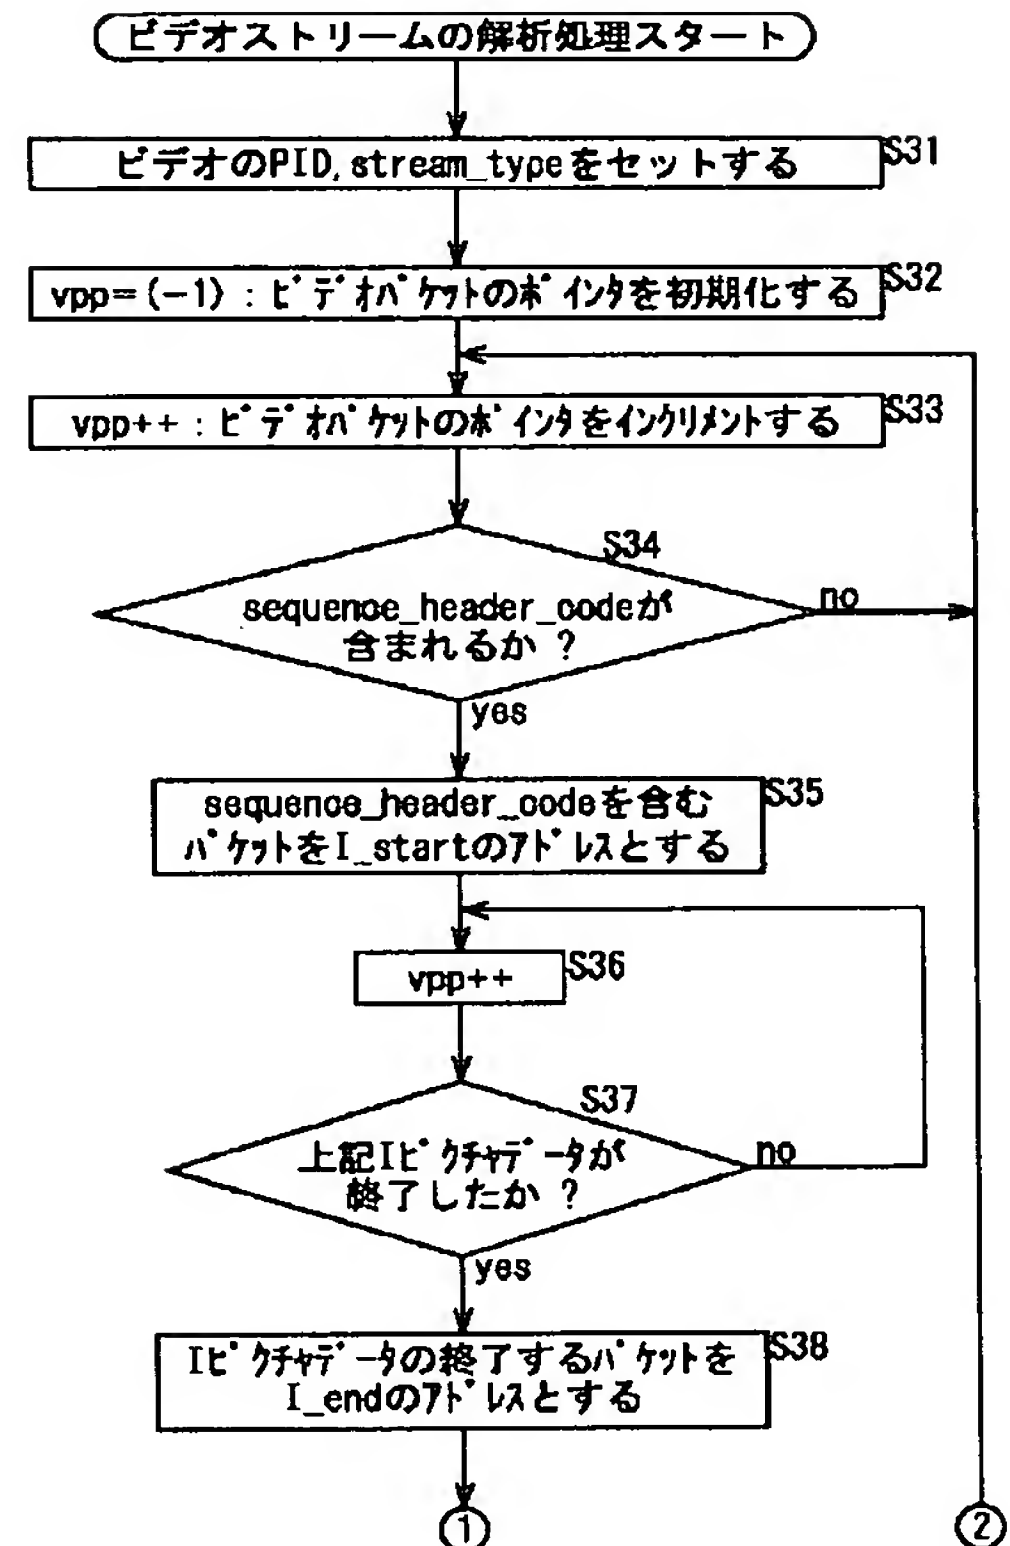 ビデオストリームの解析処理スタート
ビデオのPID, stream_typeをセットする
S31
vpp=(-1) : ビデオパケットのポインタを初期化する
S32
vpp++ : ビデオパケットのポインタをインクリメントする
S33
S34
sequence_header_codeが
含まれるか ?
no
yes
sequence_header_codeを含む
パケットをI_startのアドレスとする
S35
vpp++
S36
S37
上記Iピクチャデータが
終了したか ?
no
yes
Iピクチャデータの終了するパケットを
I_endのアドレスとする
S38
①
②